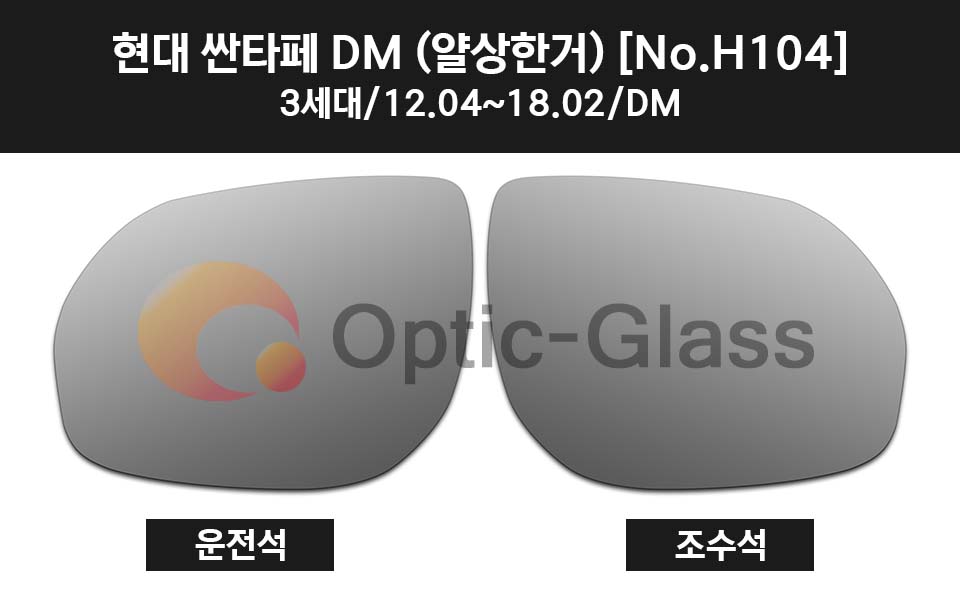 현대 싼타페 DM (얄상한거) [No.H104]
3세대/12.04~18.02/DM
Optic-Glass
운전석
조수석